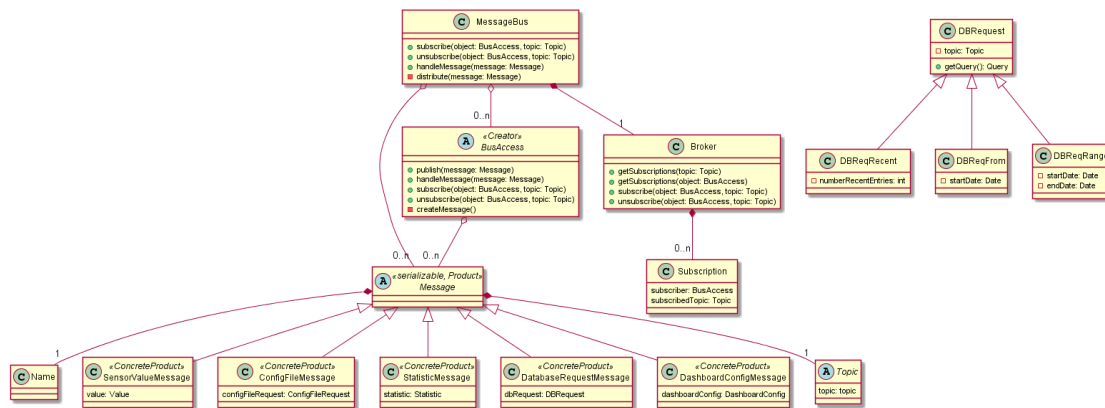 C MessageBus
subscribe(object: BusAccess, topic: Topic)
unsubscribe(object: BusAccess, topic: Topic)
handleMessage(message: Message)
distribute(message: Message)
C DBRequest
topic: Topic
getQuery(): Query
0..n
1
«Creator»
A BusAccess
publish(message: Message)
handleMessage(message: Message)
subscribe(object: BusAccess, topic: Topic)
unsubscribe(object: BusAccess, topic: Topic)
createMessage()
C Broker
getSubscriptions(topic: Topic)
getSubscriptions(object: BusAccess)
subscribe(object: BusAccess, topic: Topic)
unsubscribe(object: BusAccess, topic: Topic)
C DBReqRecent
numberRecentEntries: int
C DBReqFrom
startDate: Date
C DBReqRange
startDate: Date
endDate: Date
0..n
0..n
0..n
«serializable, Product»
A Message
C Subscription
subscriber: BusAccess
subscribedTopic: Topic
1
1
C Name
«ConcreteProduct»
C SensorValueMessage
value: Value
«ConcreteProduct»
C ConfigFileMessage
configFileRequest: ConfigFileRequest
«ConcreteProduct»
C StatisticMessage
statistic: Statistic
«ConcreteProduct»
C DatabaseRequestMessage
dbRequest: DBRequest
«ConcreteProduct»
C DashboardConfigMessage
dashboardConfig: DashboardConfig
A Topic
topic: topic